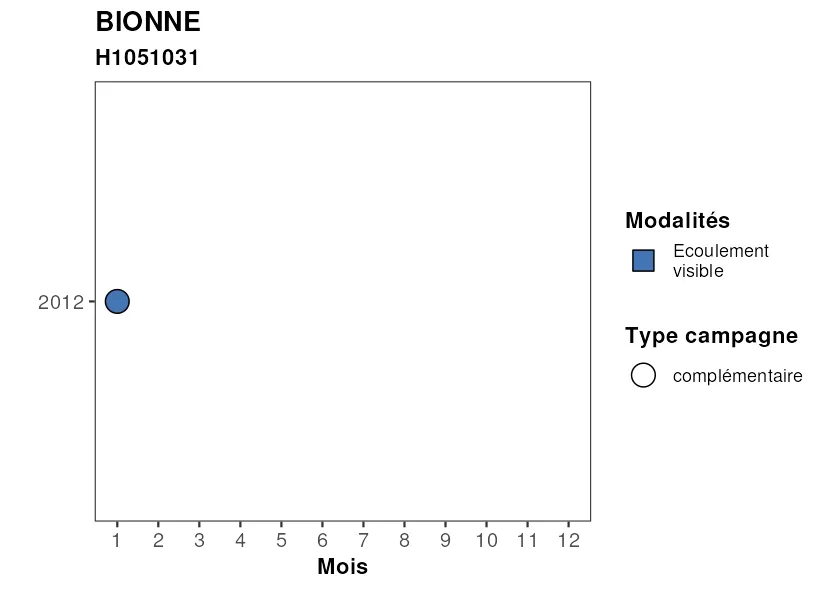 BIONNE
H1051031
Modalités
Ecoulement
visible
2012
Type campagne
complémentaire
1 2 3 4 5 6 7 8 9 10 11 12
Mois